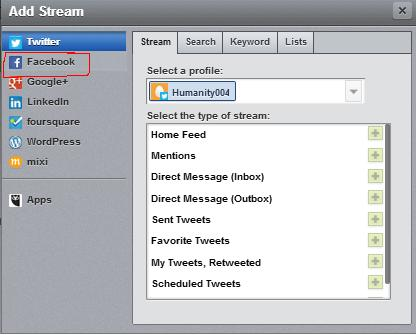 Add Stream
Twitter
Facebook
Google+
LinkedIn
foursquare
WordPress
mixi
Apps
Stream
Search
Keyword
Lists
Select a profile:
Humanity004
Select the type of stream:
Home Feed
Mentions
Direct Message (Inbox)
Direct Message (Outbox)
Sent Tweets
Favorite Tweets
My Tweets, Retweeted
Scheduled Tweets